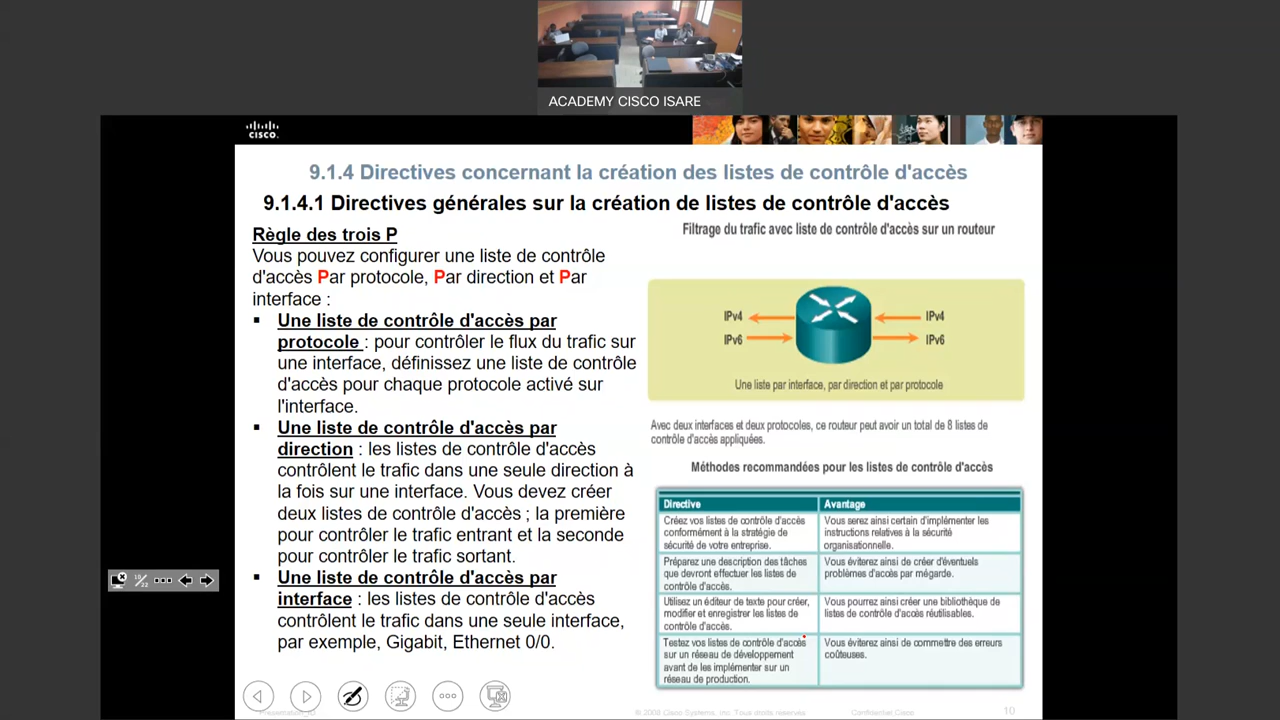 ACADEMY CISCO ISARE
CISCO
9.1.4 Directives concernant la création des listes de contrôle d'accès
9.1.4.1 Directives générales sur la création de listes de contrôle d'accès
Règle des trois P
Vous pouvez configurer une liste de contrôle
d'accès Par protocole, Par direction et Par
interface :
▪ Une liste de contrôle d'accès par
protocole : pour contrôler le flux du trafic sur
une interface, définissez une liste de contrôle
d'accès pour chaque protocole activé sur
l'interface.
▪ Une liste de contrôle d'accès par
direction : les listes de contrôle d'accès
contrôlent le trafic dans une seule direction à
la fois sur une interface. Vous devez créer
deux listes de contrôle d'accès ; la première
pour contrôler le trafic entrant et la seconde
pour contrôler le trafic sortant.
▪ Une liste de contrôle d'accès par
interface : les listes de contrôle d'accès
contrôlent le trafic dans une seule interface,
par exemple, Gigabit, Ethernet 0/0.
Filtrage du trafic avec liste de contrôle d'accès sur un routeur
IPv4 IPv4
IPv6 IPv6
Une liste par interface, par direction et par protocole
Avec deux interfaces et deux protocoles, ce routeur peut avoir un total de 8 listes de
contrôle d'accès appliquées.
Méthodes recommandées pour les listes de contrôle d'accès
Directive
Avantage
Créez vos listes de contrôle d'accès
conformément à la stratégie de
sécurité de votre entreprise.
Vous serez ainsi certain d'implémenter les
instructions relatives à la sécurité
organisationnelle.
Préparez une description des tâches
que devront effectuer les listes de
contrôle d'accès.
Vous éviterez ainsi de créer d'éventuels
problèmes d'accès par mégarde.
Utilisez un éditeur de texte pour créer,
modifier et enregistrer les listes de
contrôle d'accès.
Vous pourrez ainsi créer une bibliothèque de
listes de contrôle d'accès réutilisables.
Testez vos listes de contrôle d'accès
sur un réseau de développement
avant de les implémenter sur un
réseau de production.
Vous éviterez ainsi de commettre des erreurs
coûteuses.
Presentation_ID
© 2008 Cisco Systems, Inc. Tous droits réservés
Confidentiel Cisco
10